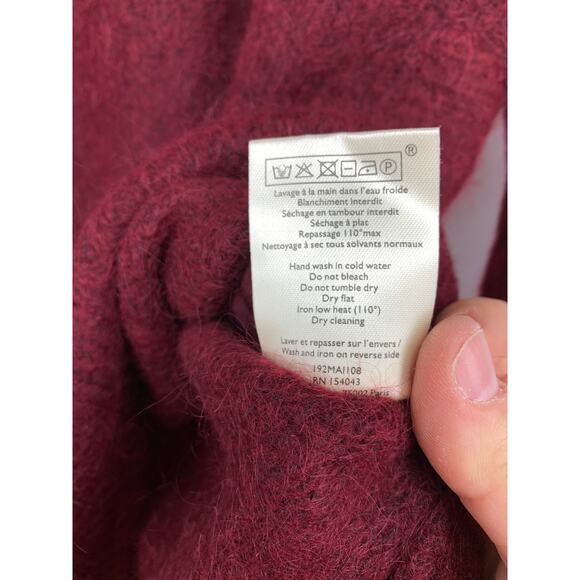 ®
P
Lavage à la main dans l'eau froide
Blanchiment Interdit
Séchage en tambour interdit
Séchage à plat
Repassage 110°max
Nettoyage à sec tous solvants normaux
Hand wash in cold water
Do not bleach
Do not tumble dry
Dry flat
Iron low heat (110°)
Dry cleaning
Laver et repasser sur l'envers/
Wash and iron on reverse side
192MAI108
RN 154043
75002 Paris